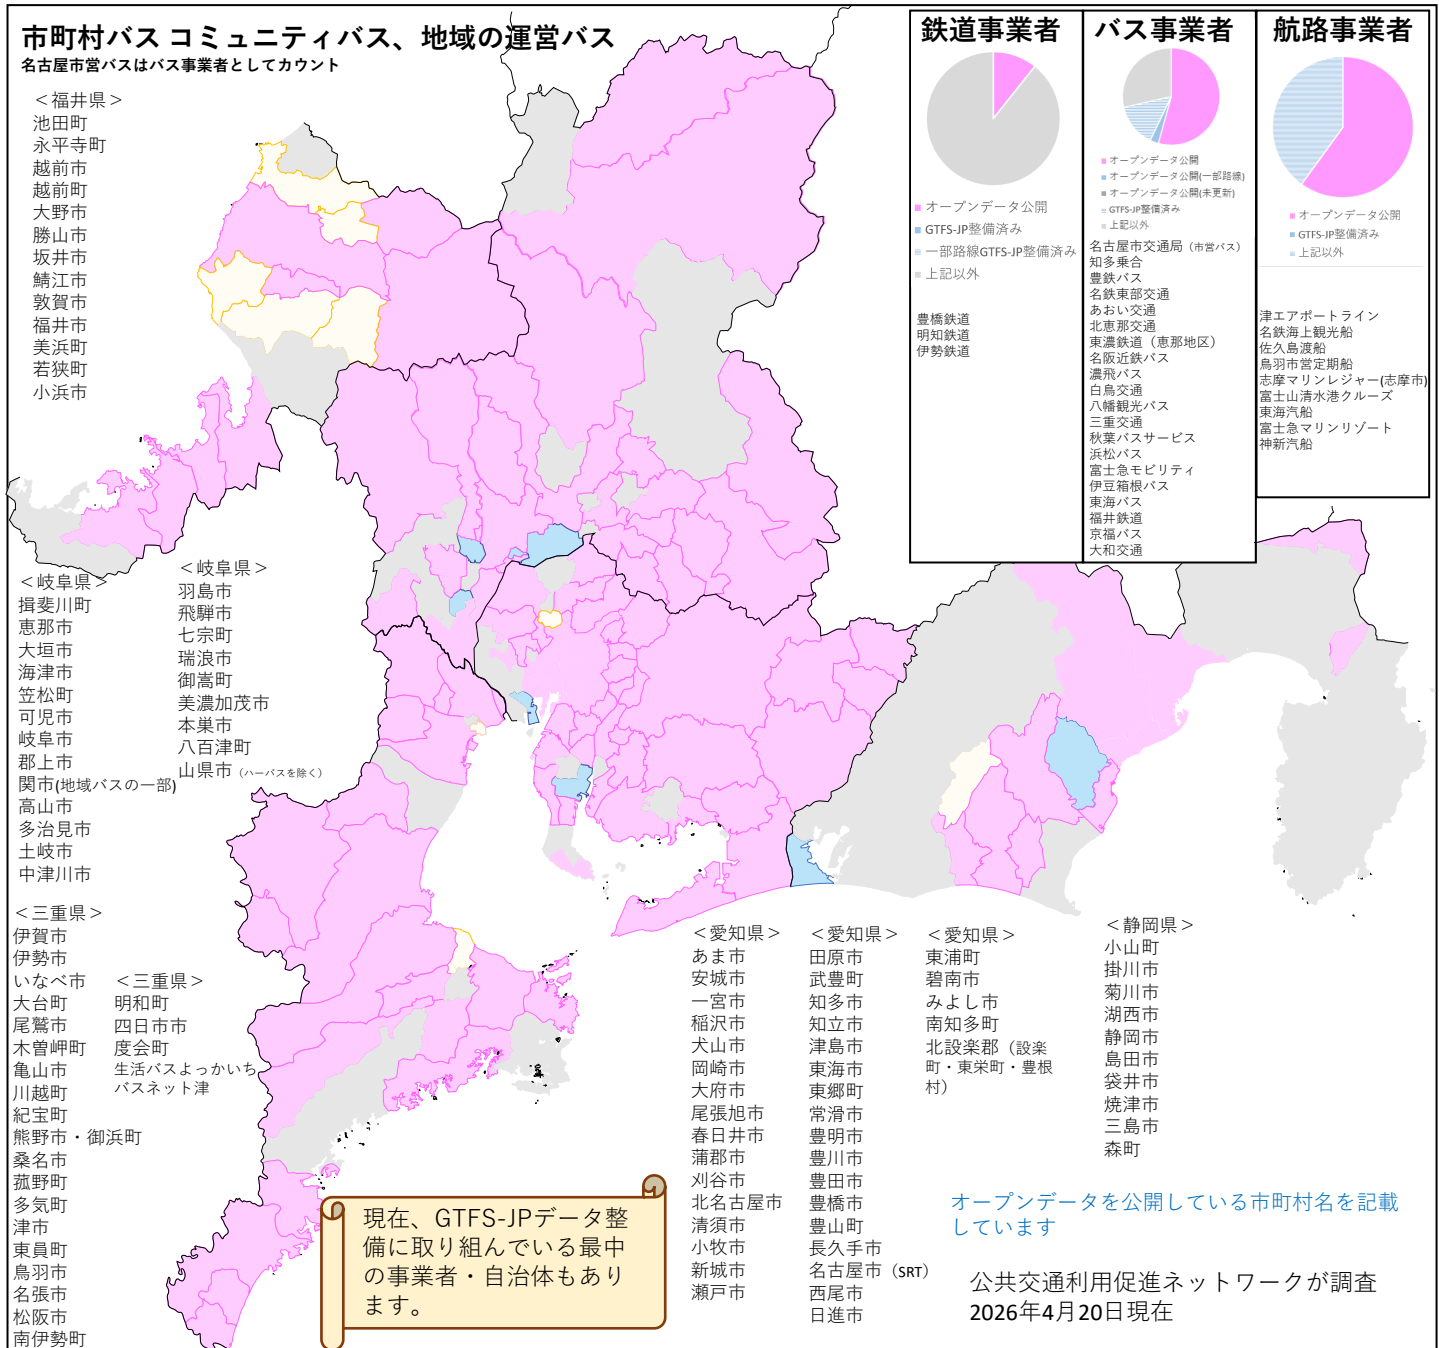 市町村バス コミュニティバス、地域の運営バス
名古屋市営バスはバス事業者としてカウント
＜福井県＞
池田町
永平寺町
越前市
越前町
大野市
勝山市
坂井市
鯖江市
敦賀市
福井市
美浜町
若狭町
小浜市
鉄道事業者
オープンデータ公開
GTFS-JP整備済み
一部路線GTFS-JP整備済み
上記以外
豊橋鉄道
明知鉄道
伊勢鉄道
バス事業者
オープンデータ公開
オープンデータ公開(一部路線)
オープンデータ公開(未更新)
GTFS-JP整備済み
上記以外
名古屋市交通局（市営バス）
知多乗合
豊鉄バス
名鉄東部交通
あおい交通
北恵那交通
東濃鉄道（恵那地区）
名阪近鉄バス
濃飛バス
白鳥交通
八幡観光バス
三重交通
秋葉バスサービス
浜松バス
富士急モビリティ
伊豆箱根バス
東海バス
福井鉄道
京福バス
大和交通
航路事業者
オープンデータ公開
GTFS-JP整備済み
上記以外
津エアポートライン
名鉄海上観光船
佐久島渡船
鳥羽市営定期船
志摩マリンレジャー(志摩市)
富士山清水港クルーズ
東海汽船
富士急マリンリゾート
神新汽船
＜岐阜県＞
揖斐川町
恵那市
大垣市
海津市
笠松町
可児市
岐阜市
郡上市
関市(地域バスの一部)
高山市
多治見市
土岐市
中津川市
＜岐阜県＞
羽島市
飛騨市
七宗町
瑞浪市
御嵩町
美濃加茂市
本巣市
八百津町
山県市（ハーバスを除く）
＜三重県＞
伊賀市
伊勢市
いなべ市
大台町
尾鷲市
木曽岬町
亀山市
川越町
紀宝町
熊野市・御浜町
桑名市
菰野町
多気町
津市
東員町
鳥羽市
名張市
松阪市
南伊勢町
＜三重県＞
明和町
四日市市
度会町
生活バスよっかいち
バスネット津
現在、GTFS-JPデータ整
備に取り組んでいる最中
の事業者・自治体もあり
ます。
＜愛知県＞
あま市
安城市
一宮市
稲沢市
犬山市
岡崎市
大府市
尾張旭市
春日井市
蒲郡市
刈谷市
北名古屋市
清須市
小牧市
新城市
瀬戸市
＜愛知県＞
田原市
武豊町
知多市
知立市
津島市
東海市
東郷町
常滑市
豊明市
豊川市
豊田市
豊橋市
豊山町
長久手市
名古屋市（SRT）
西尾市
日進市
＜愛知県＞
東浦町
碧南市
みよし市
南知多町
北設楽郡（設楽
町・東栄町・豊根
村）
＜静岡県＞
小山町
掛川市
菊川市
湖西市
静岡市
島田市
袋井市
焼津市
三島市
森町
オープンデータを公開している市町村名を記載
しています
公共交通利用促進ネットワークが調査
2026年4月20日現在